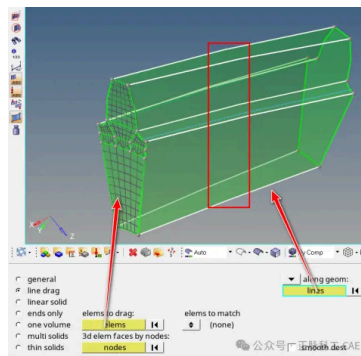 Auto
By Comp
general
along geom:
line drag
lines
linear solid
ends only
elems to drag:
elems to match
one volume
elems
(none)
multi solids
3d elem faces by nodes:
thin solids
nodes
smooth dest
公众号
CAE